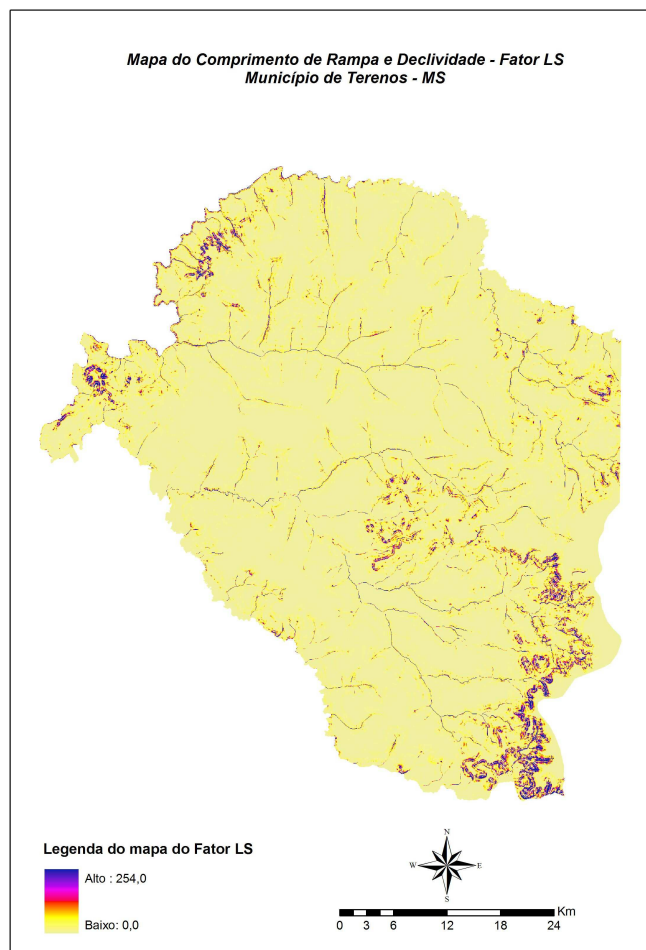 Mapa do Comprimento de Rampa e Declividade - Fator LS
Município de Terenos - MS
Legenda do mapa do Fator LS
Alto : 254,0
Baixo: 0,0
N
W E
S
Km
0 3 6 12 18 24